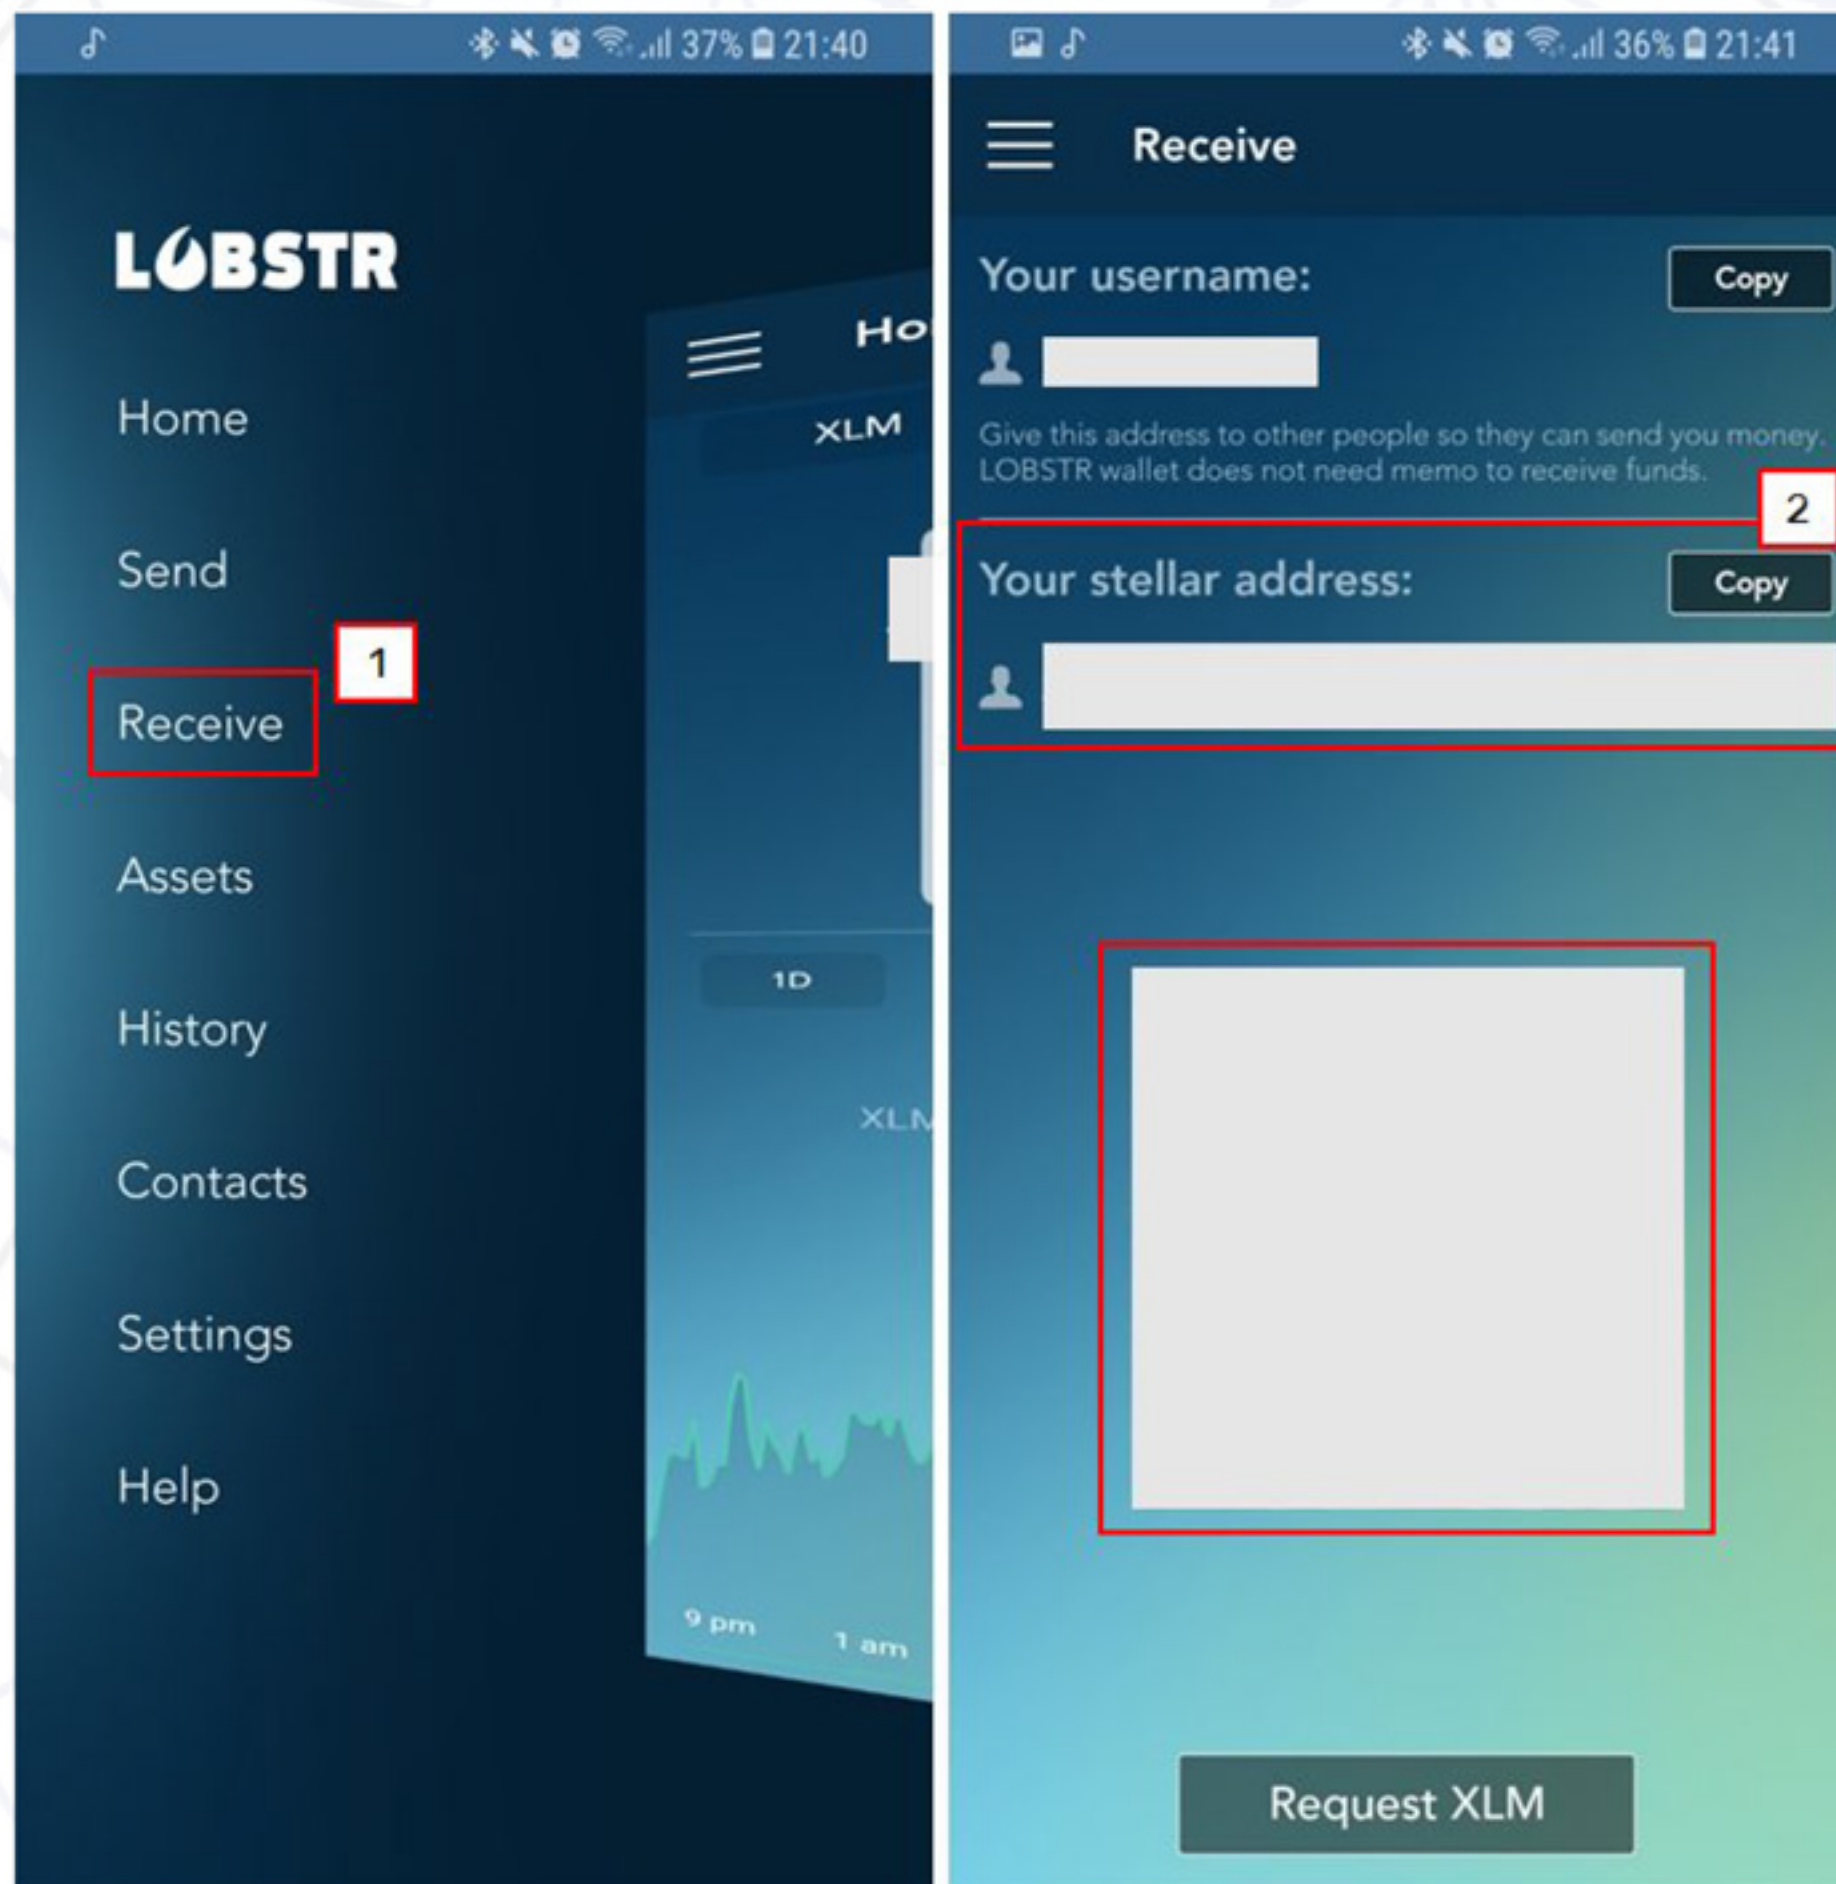 37% 21:40
LOBSTR
Home
Send
1
Receive
Assets
History
Contacts
Settings
Help
XLM
1D
9 pm 1 am
36% 21:41
Receive
Your username: Copy
Give this address to other people so they can send you money.
LOBSTR wallet does not need memo to receive funds.
2
Your stellar address: Copy
Request XLM